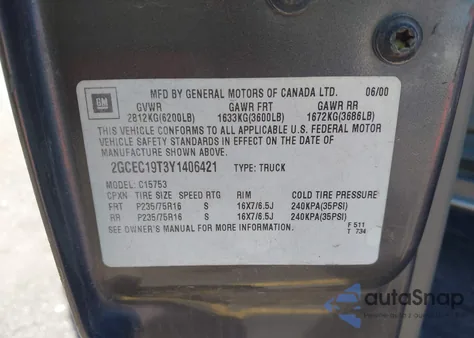 GM
MFD BY GENERAL MOTORS OF CANADA LTD. 06/00
GVWR GAWR FRT GAWR RR
2812KG(6200LB) 1633KG(3600LB) 1672KG(3686LB)
THIS VEHICLE CONFORMS TO ALL APPLICABLE U.S. FEDERAL MOTOR
VEHICLE SAFETY STANDARDS IN EFFECT ON THE DATE OF
MANUFACTURE SHOWN ABOVE.
2GCEC19T3Y1406421 TYPE: TRUCK
MODEL: C15753
CPXN TIRE SIZE SPEED RTG RIM COLD TIRE PRESSURE
FRT P235/75R16 S 16X7/6.5J 240KPA(35PSI)
RR P235/75R16 S 16X7/6.5J 240KPA(35PSI)
SEE OWNER'S MANUAL FOR MORE INFORMATION. F 511
T 734
autoSnap